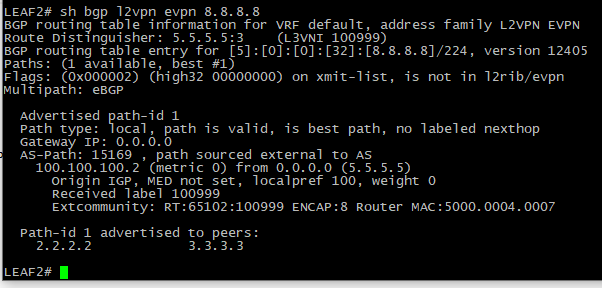 LEAF2# sh bgp l2vpn evpn 8.8.8.8
BGP routing table information for VRF default, address family L2VPN EVPN
Route Distinguisher: 5.5.5.5:3    (L3VNI 100999)
BGP routing table entry for [5]:[0]:[0]:[32]:[8.8.8.8]/224, version 12405
Paths: (1 available, best #1)
Flags: (0x000002) (high32 00000000) on xmit-list, is not in l2rib/evpn
Multipath: eBGP
  Advertised path-id 1
  Path type: local, path is valid, is best path, no labeled nexthop
  Gateway IP: 0.0.0.0
  AS-Path: 15169 , path sourced external to AS
    100.100.100.2 (metric 0) from 0.0.0.0 (5.5.5.5)
      Origin IGP, MED not set, localpref 100, weight 0
      Received label 100999
      Extcommunity: RT:65102:100999 ENCAP:8 Router MAC:5000.0004.0007
  Path-id 1 advertised to peers:
    2.2.2.2            3.3.3.3
LEAF2#